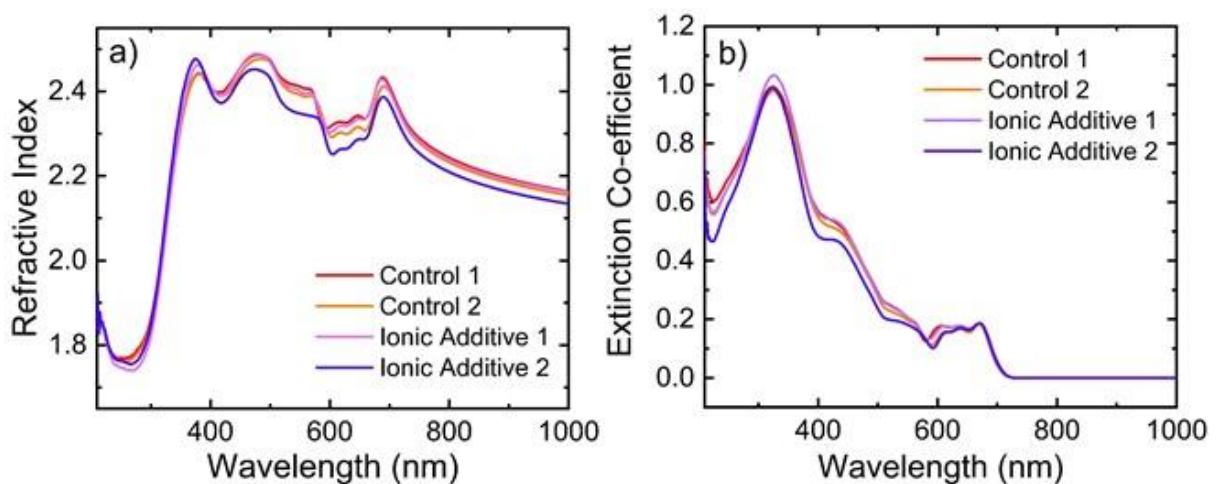 a)
Refractive Index
2.4
2.2
2.0
1.8
Control 1
Control 2
Ionic Additive 1
Ionic Additive 2
400
600
800
1000
Wavelength (nm)
b)
Extinction Co-efficient
1.2
1.0
0.8
0.6
0.4
0.2
0.0
Control 1
Control 2
Ionic Additive 1
Ionic Additive 2
400
600
800
1000
Wavelength (nm)